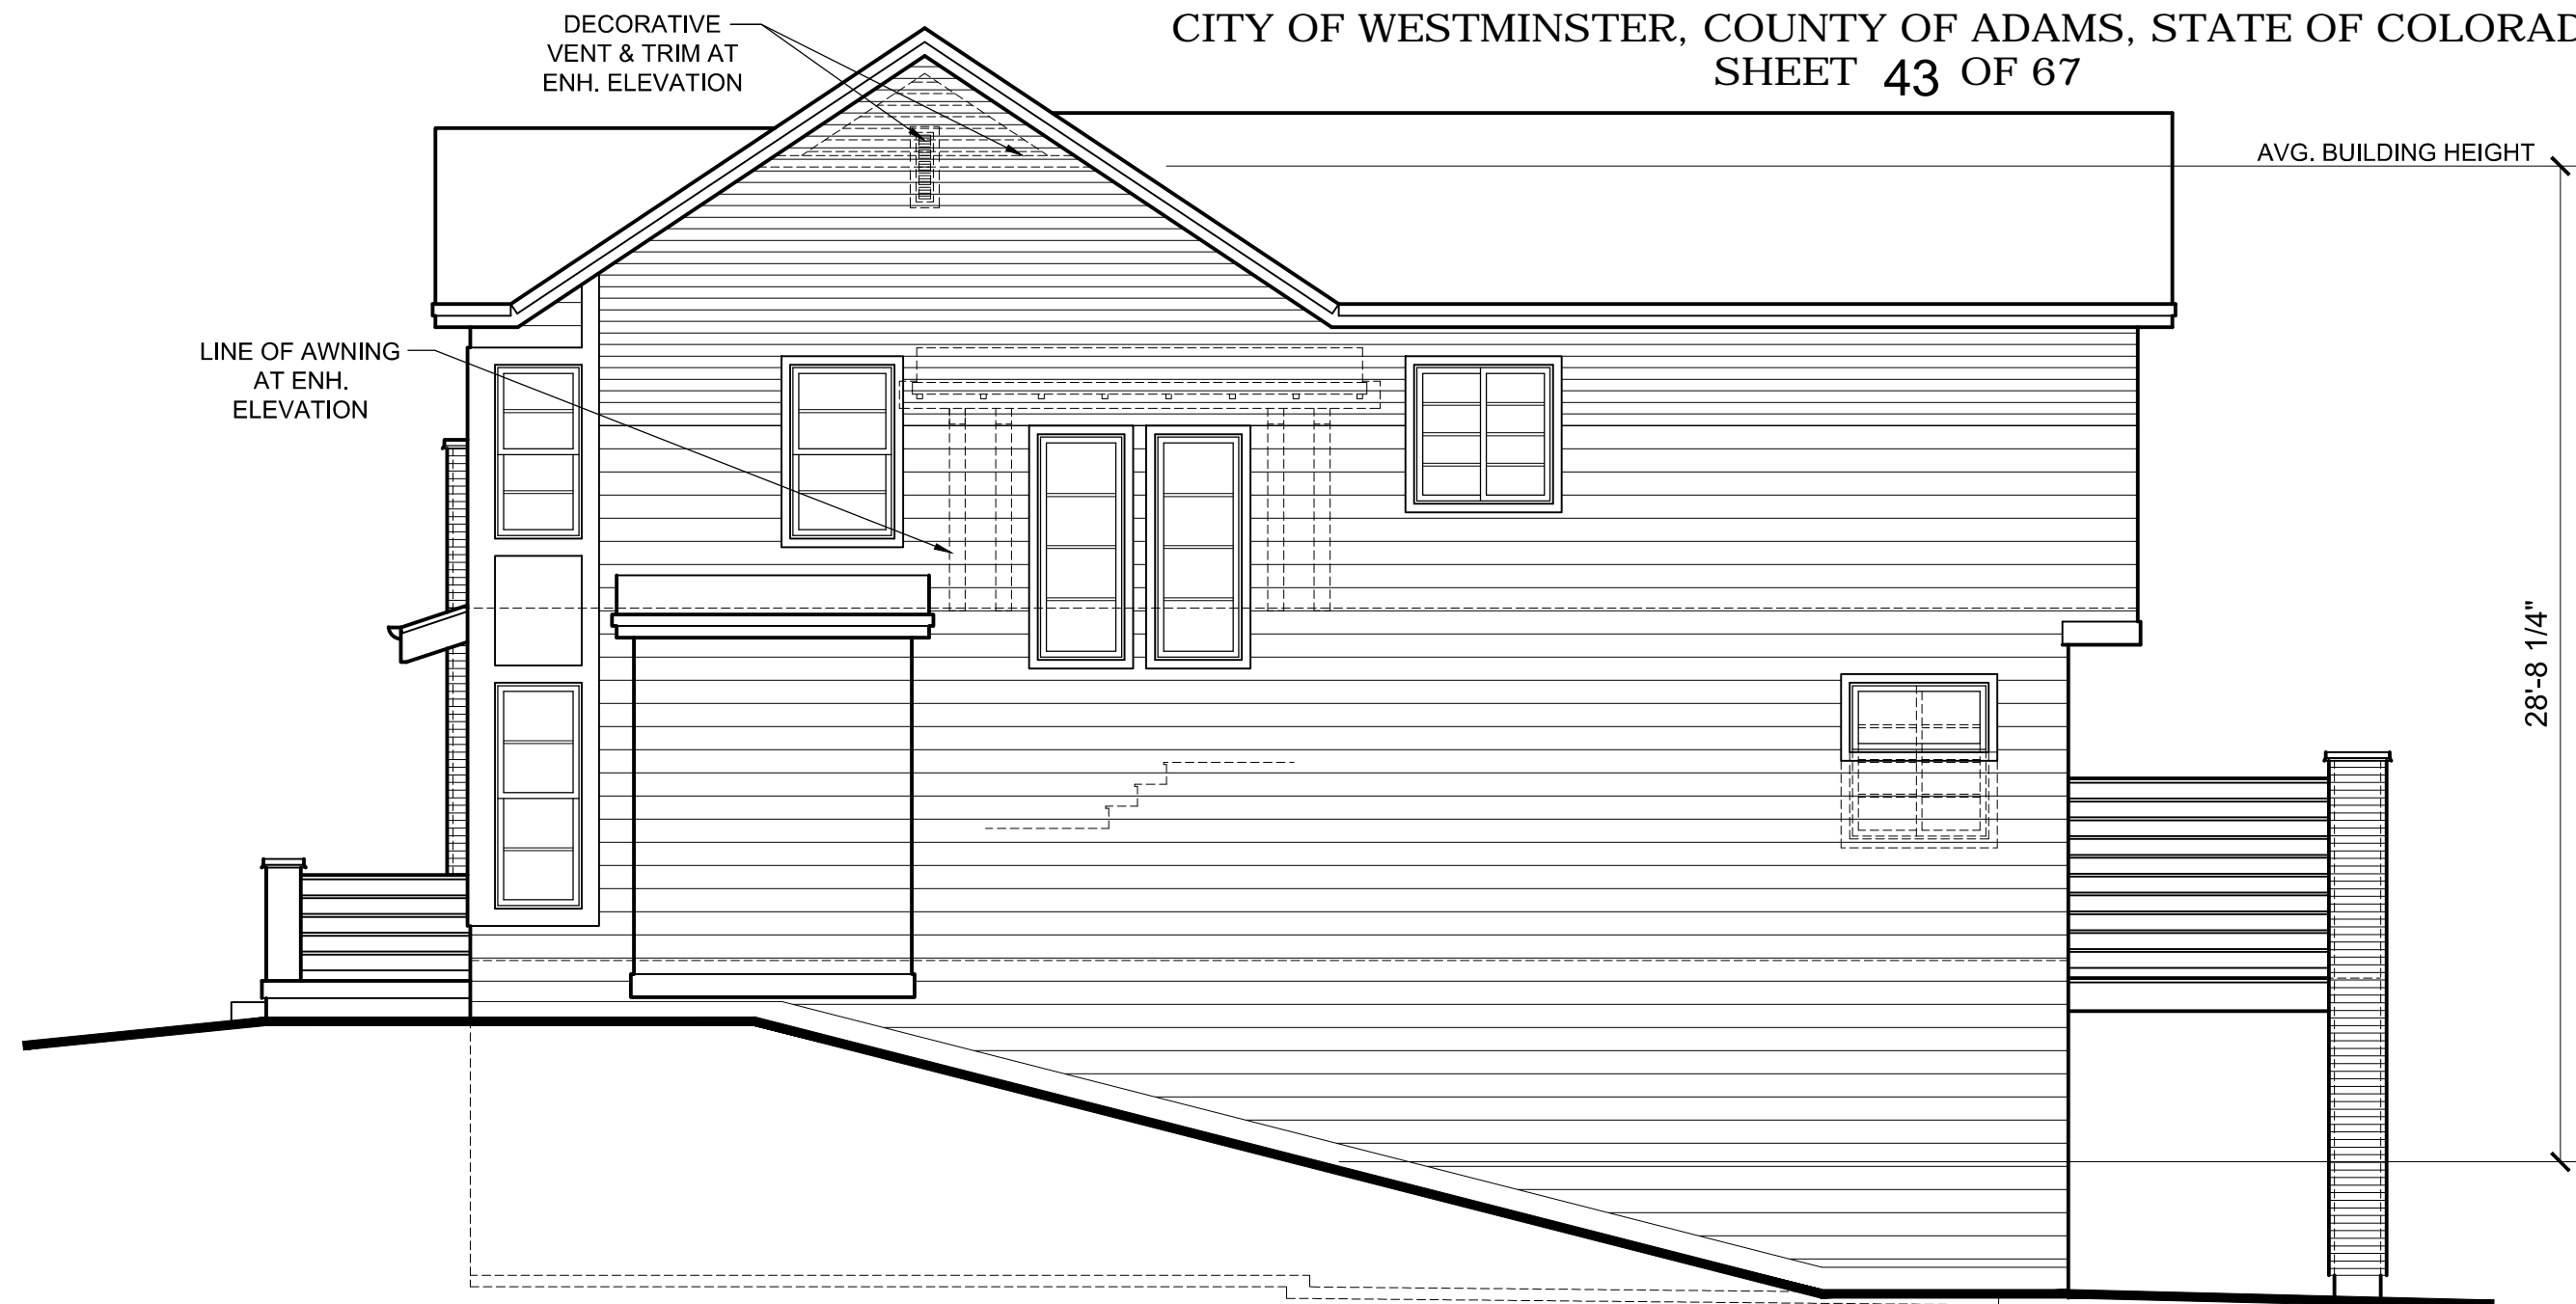 CITY OF WESTMINSTER, COUNTY OF ADAMS, STATE OF COLORAD
SHEET 43 OF 67
DECORATIVE
VENT & TRIM AT
ENH. ELEVATION
AVG. BUILDING HEIGHT
LINE OF AWNING
AT ENH.
ELEVATION
28'-8 1/4"